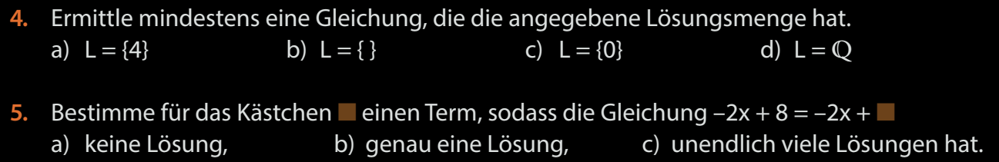 4. Ermittle mindestens eine Gleichung, die die angegebene Lösungsmenge hat.
a) L = {4} b) L = { } c) L = {0} d) L = ℚ
5. Bestimme für das Kästchen ■ einen Term, sodass die Gleichung –2x + 8 = –2x + ■
a) keine Lösung, b) genau eine Lösung, c) unendlich viele Lösungen hat.